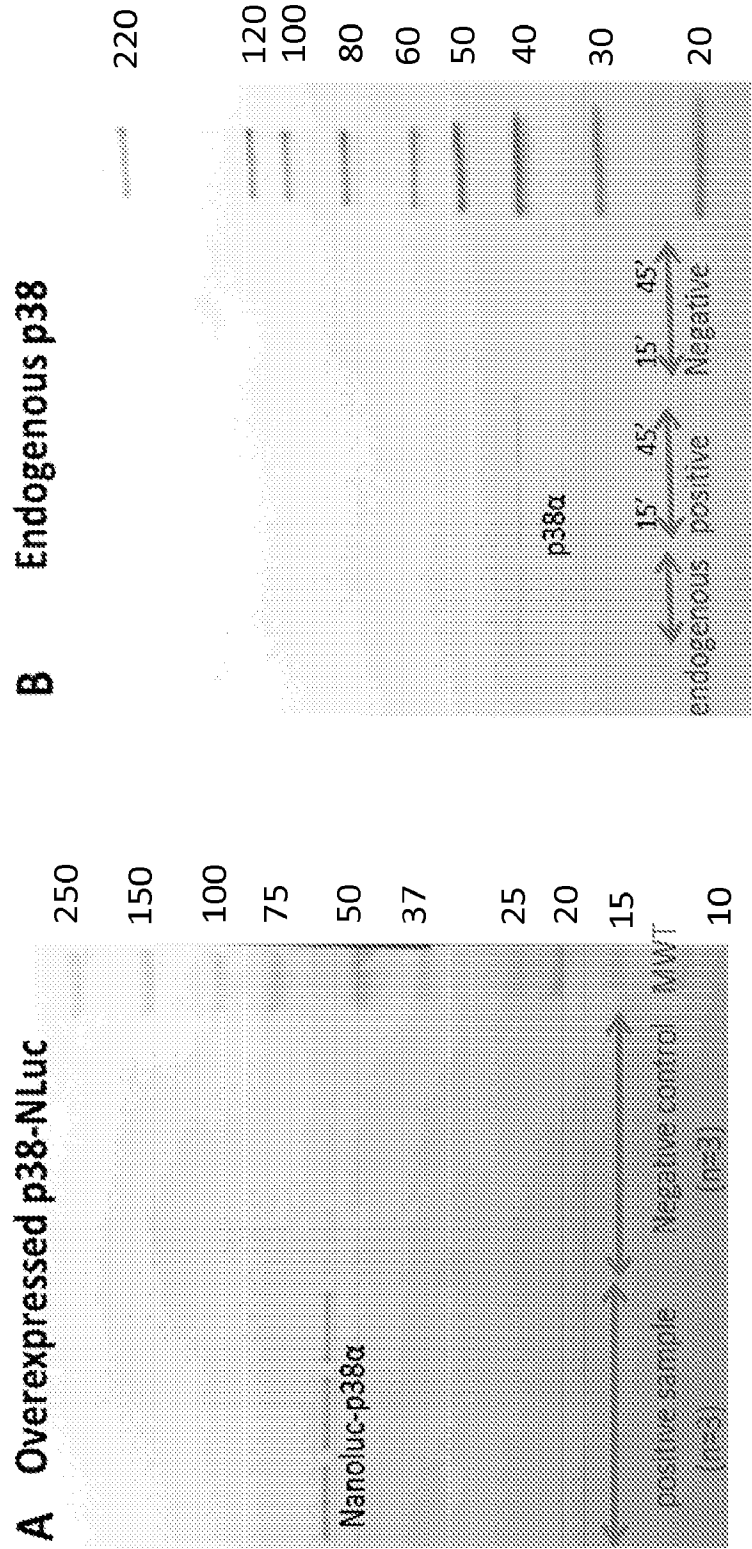 A Overexpressed p38-NLuc
250
150
100
75
50
37
25
20
15
10
Nanoluc-p38α
positive sample
(n=3)
Negative control
(n=3)
MWT
B Endogenous p38
220
120
100
80
60
50
40
30
20
p38α
15' 45' 15' 45'
endogenous positive Nagative